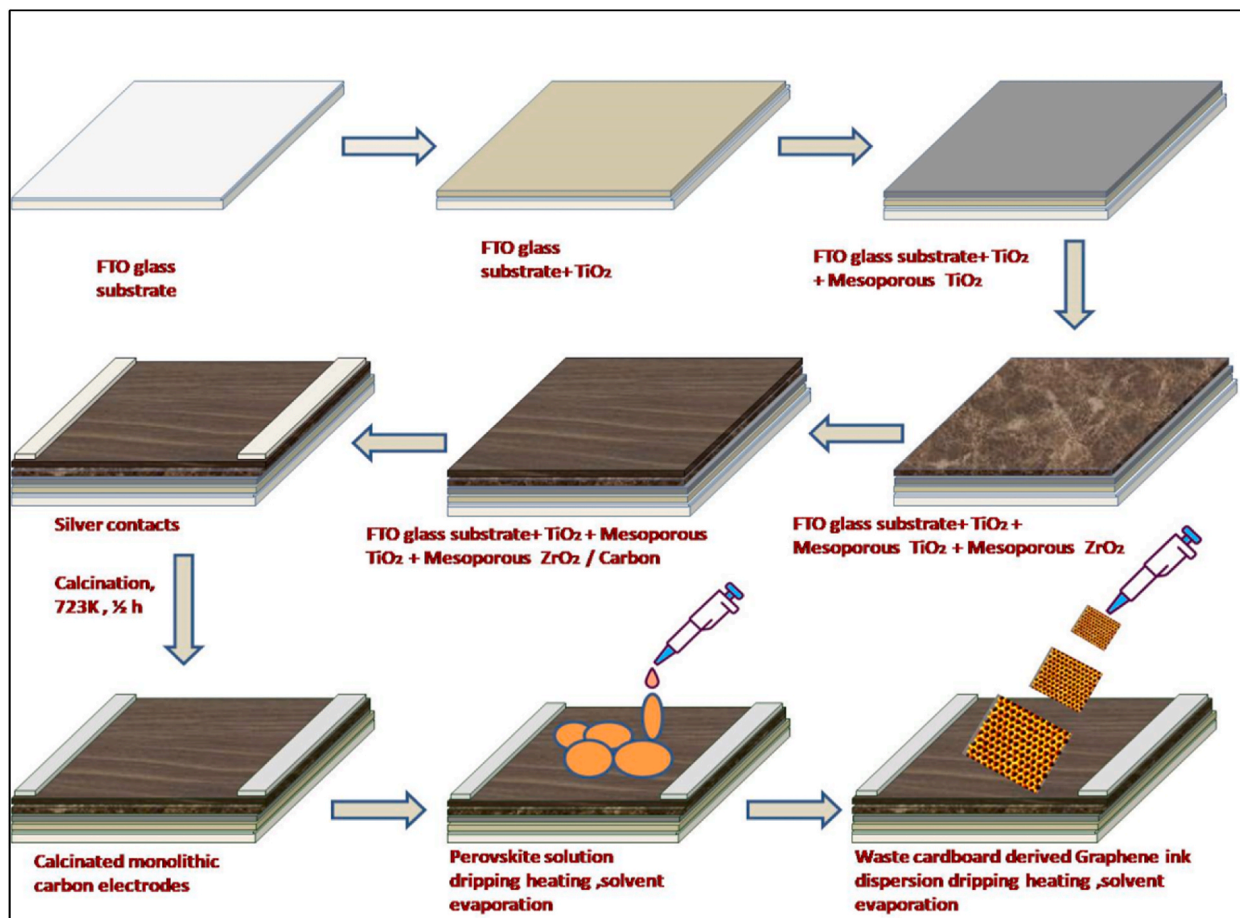 FTO glass
substrate
FTO glass
substrate+ TiO₂
FTO glass substrate+ TiO₂
+ Mesoporous TiO₂
FTO glass substrate+ TiO₂ +
Mesoporous TiO₂ + Mesoporous ZrO₂
FTO glass substrate+ TiO₂ + Mesoporous
TiO₂ + Mesoporous ZrO₂ / Carbon
Silver contacts
Calcination,
723K , ½ h
Calcinated monolithic
carbon electrodes
Perovskite solution
dripping heating ,solvent
evaporation
Waste cardboard derived Graphene ink
dispersion dripping heating ,solvent
evaporation